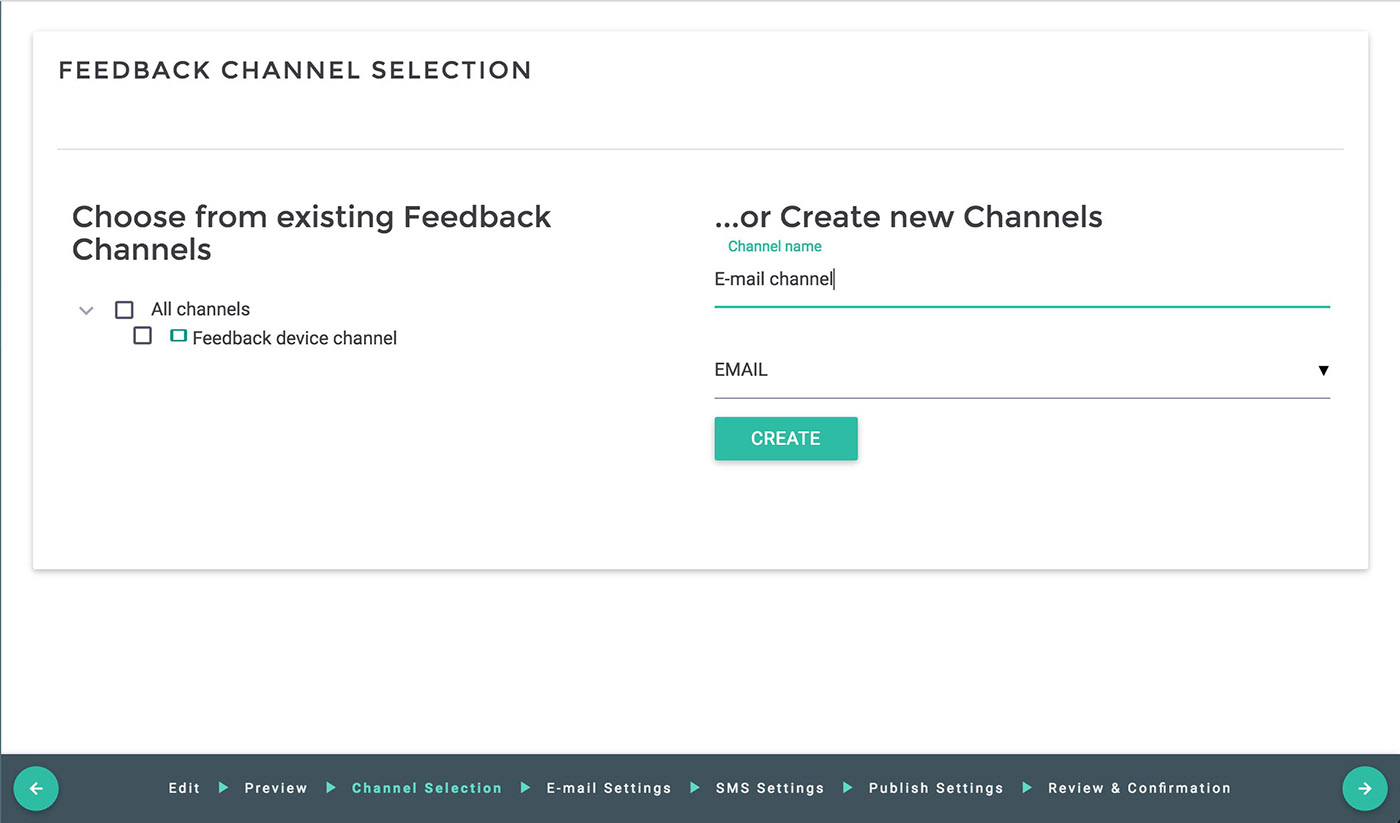 FEEDBACK CHANNEL SELECTION
Choose from existing Feedback
Channels
All channels
Feedback device channel
...or Create new Channels
Channel name
E-mail channel
EMAIL
CREATE
Edit Preview Channel Selection E-mail Settings SMS Settings Publish Settings Review & Confirmation